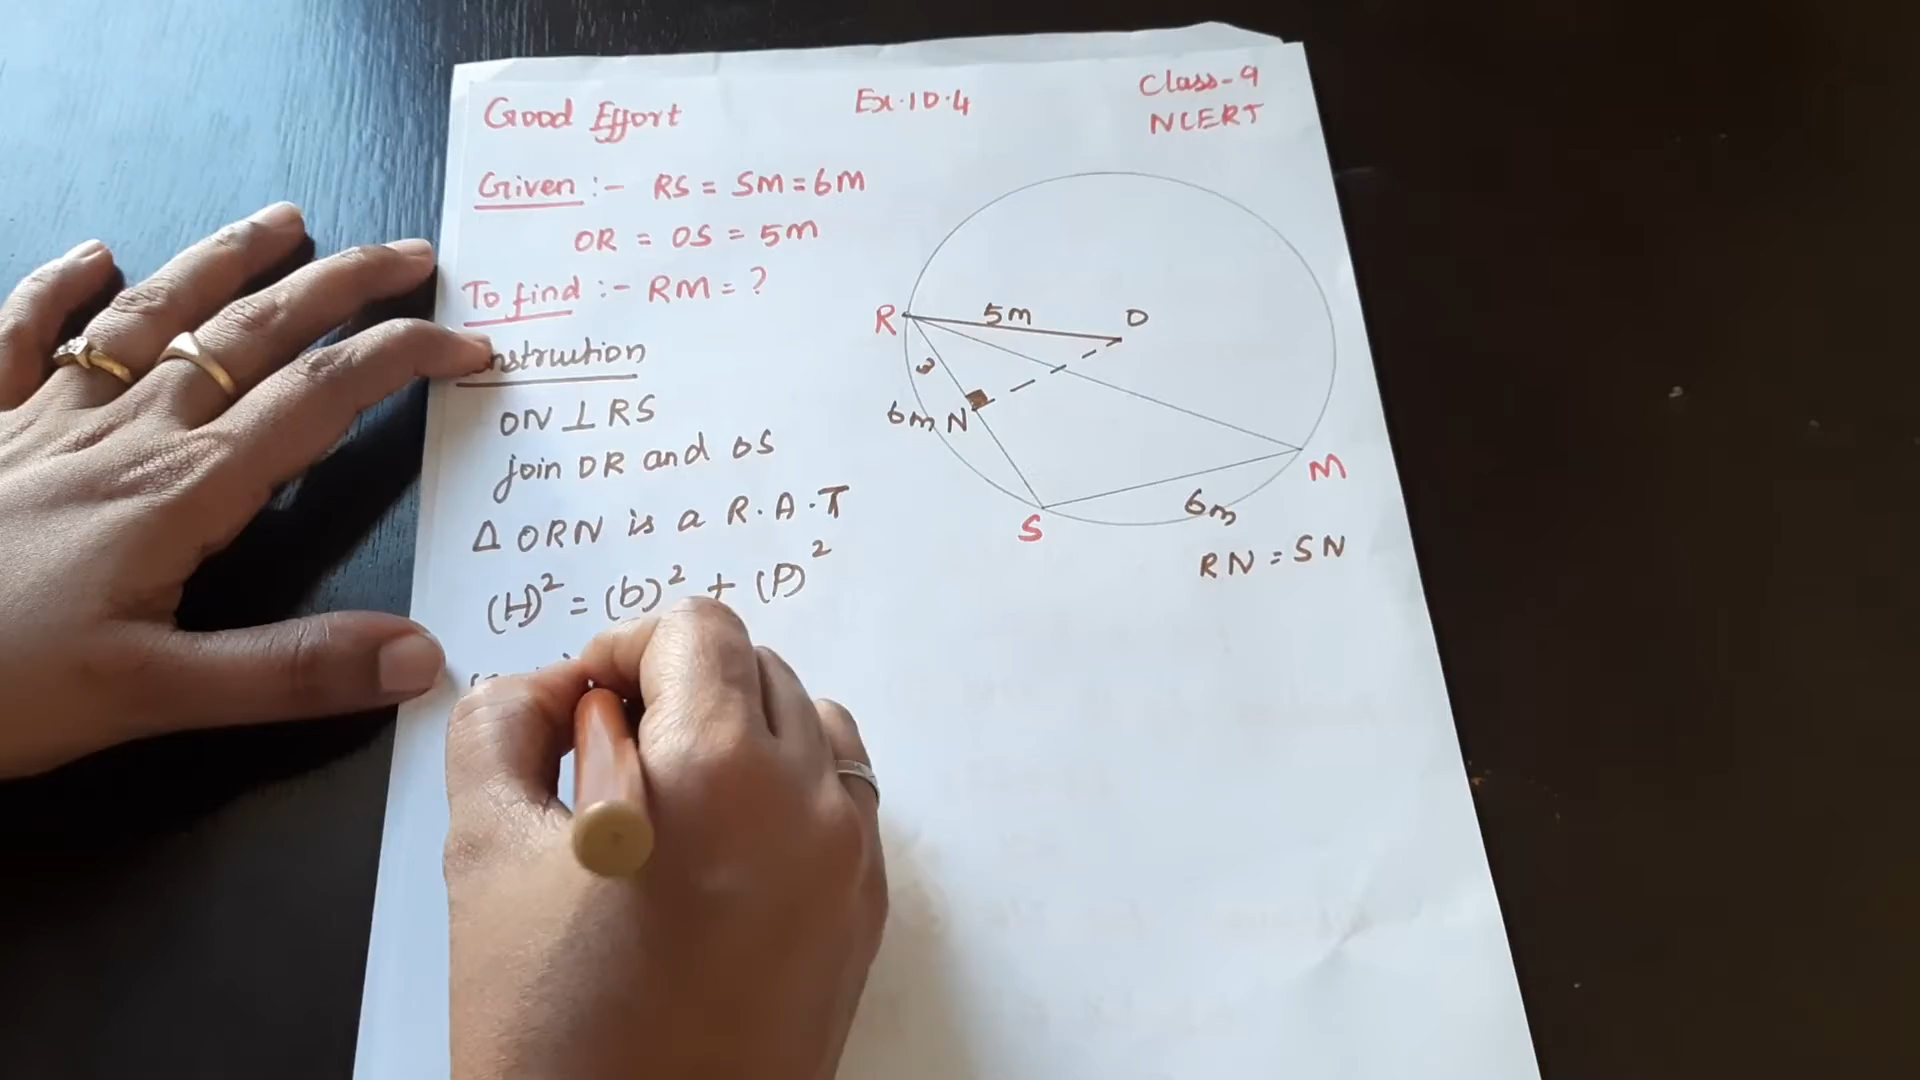 Good Effort
Ex.10.4
Class-9
NCERT
Given :- RS = SM = 6M
OR = OS = 5M
To find :- RM = ?
nstruction
ON ⊥ RS
join OR and OS
Δ ORN is a R.A.T
(H)² = (b)² + (P)²
R
5m
O
3
6m
N
S
6m
M
RN = SN